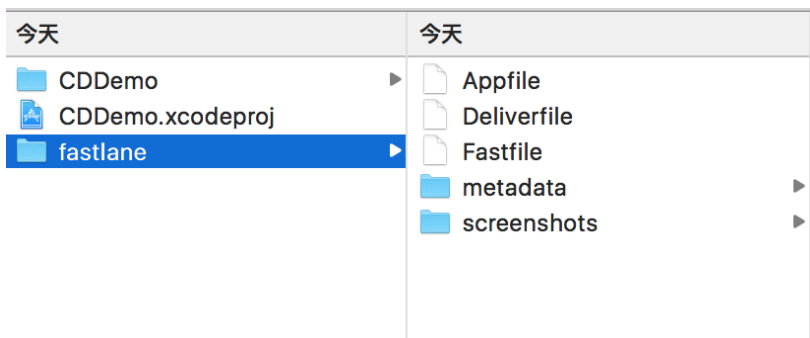 今天
CDDemo
CDDemo.xcodeproj
fastlane
今天
Appfile
Deliverfile
Fastfile
metadata
screenshots